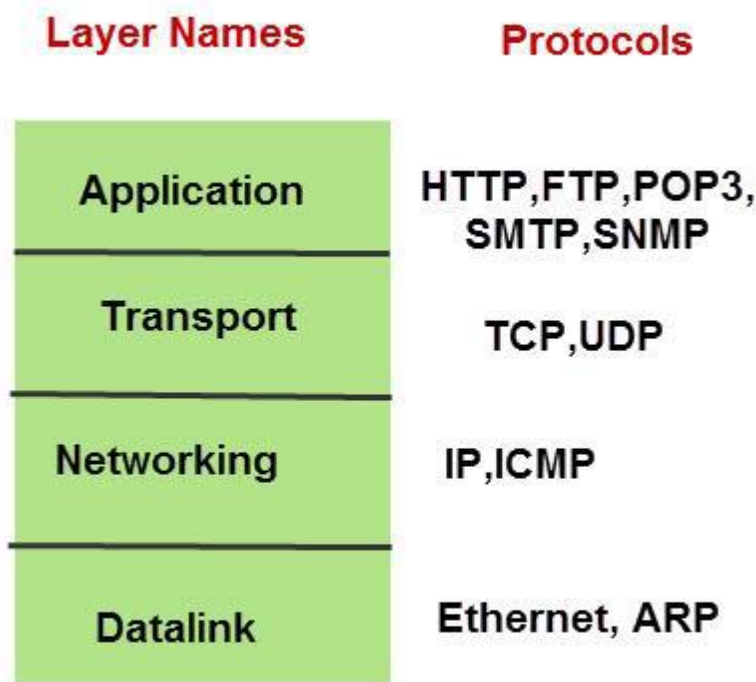 Layer Names
Protocols
Application
HTTP,FTP,POP3,
SMTP,SNMP
Transport
TCP,UDP
Networking
IP,ICMP
Datalink
Ethernet, ARP